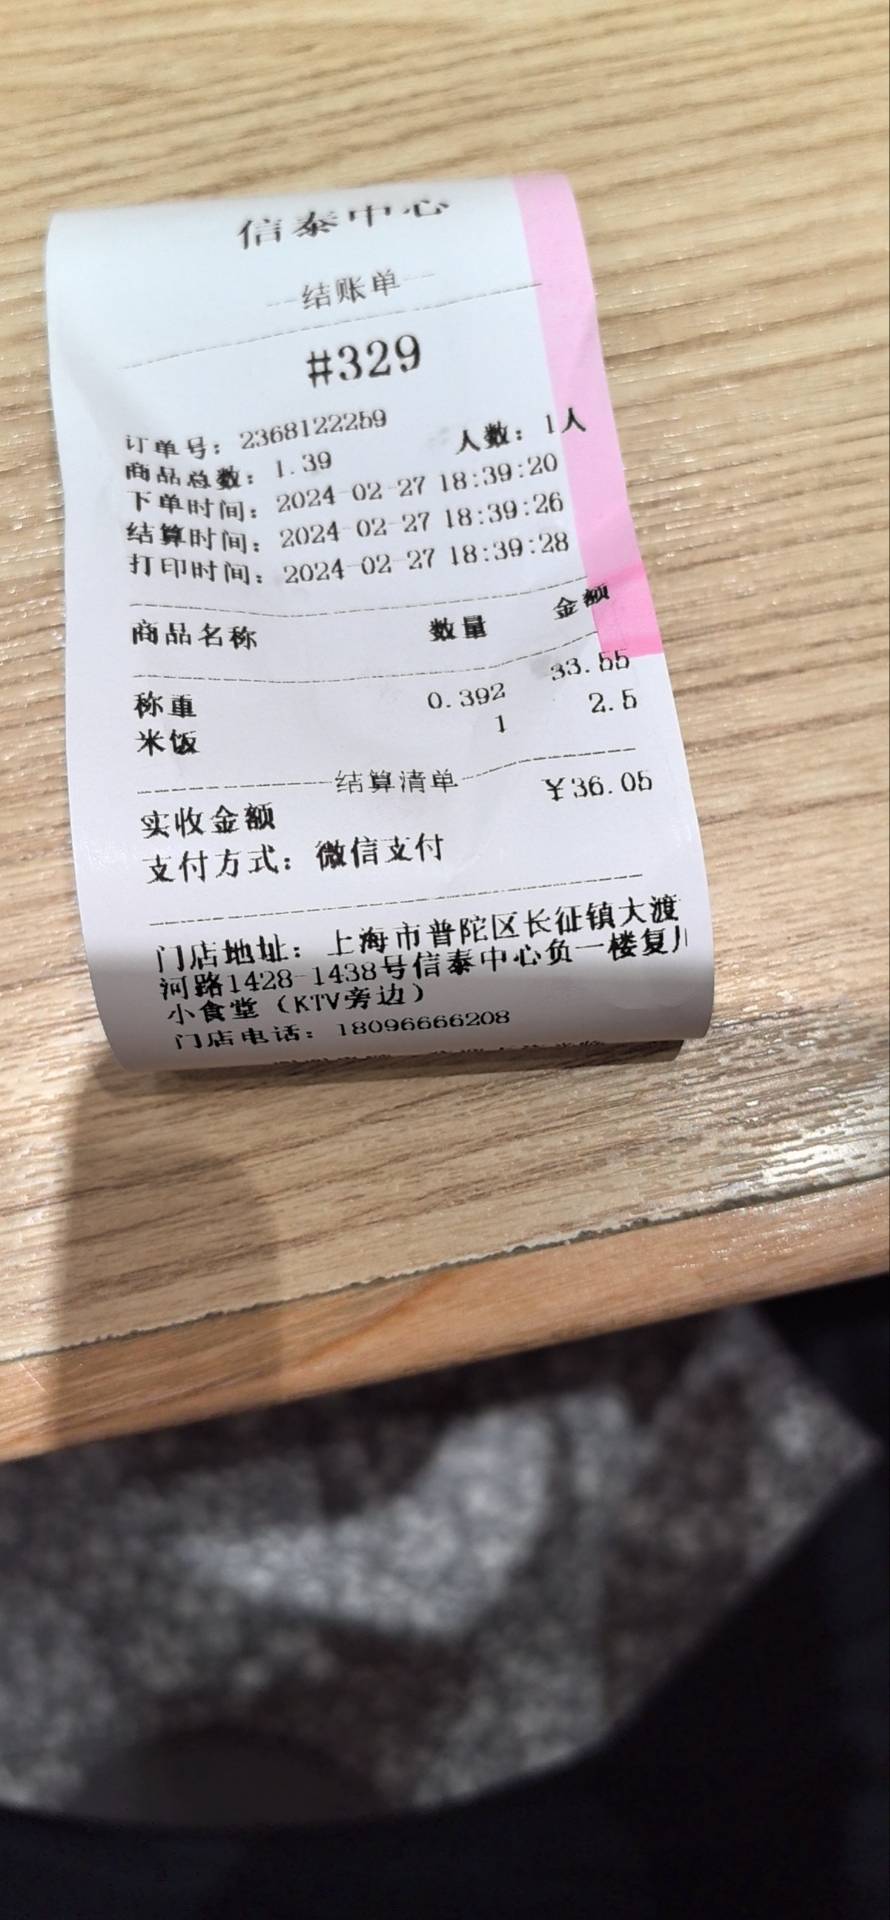 信泰中心
--结账单--
#329
订单号：2368122259
商品总数：1.39 人数：1人
下单时间：2024-02-27 18:39:20
结算时间：2024-02-27 18:39:26
打印时间：2024-02-27 18:39:28
商品名称 数量 金额
称重 0.392 33.55
米饭 1 2.5
结算清单
实收金额 ¥36.05
支付方式：微信支付
门店地址：上海市普陀区长征镇大渡
河路1428-1438号信泰中心负一楼复
小食堂（KTV旁边）
门店电话：18096666208